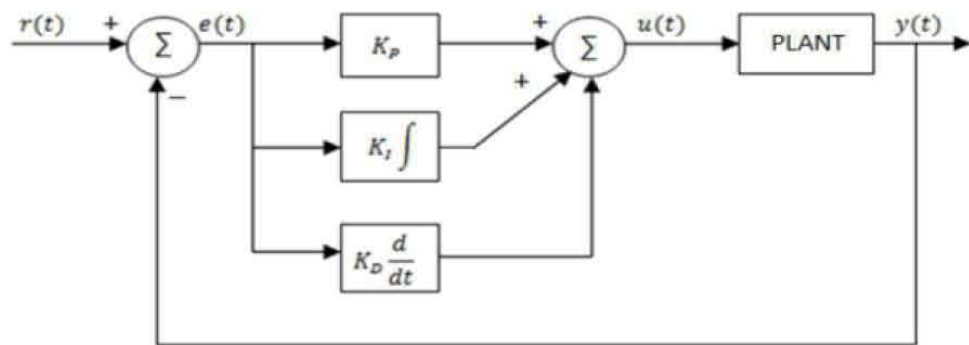 r(t) + Σ e(t) K_P + Σ u(t) PLANT y(t)
−
+
K_I ∫
K_D d/dt